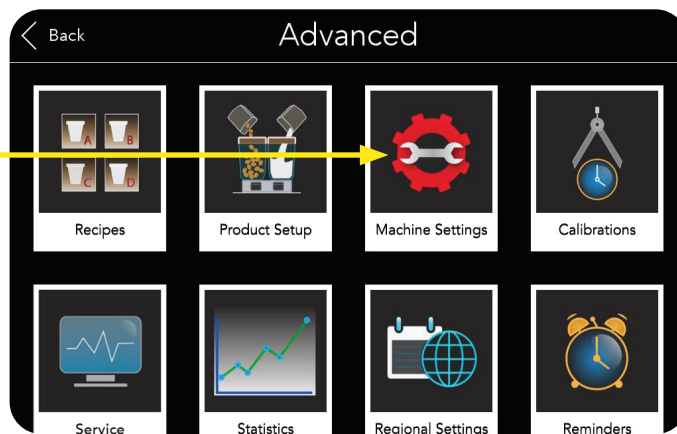 Back
Advanced
A B
C D
Recipes
Product Setup
Machine Settings
Calibrations
Service
Statistics
Regional Settings
Reminders